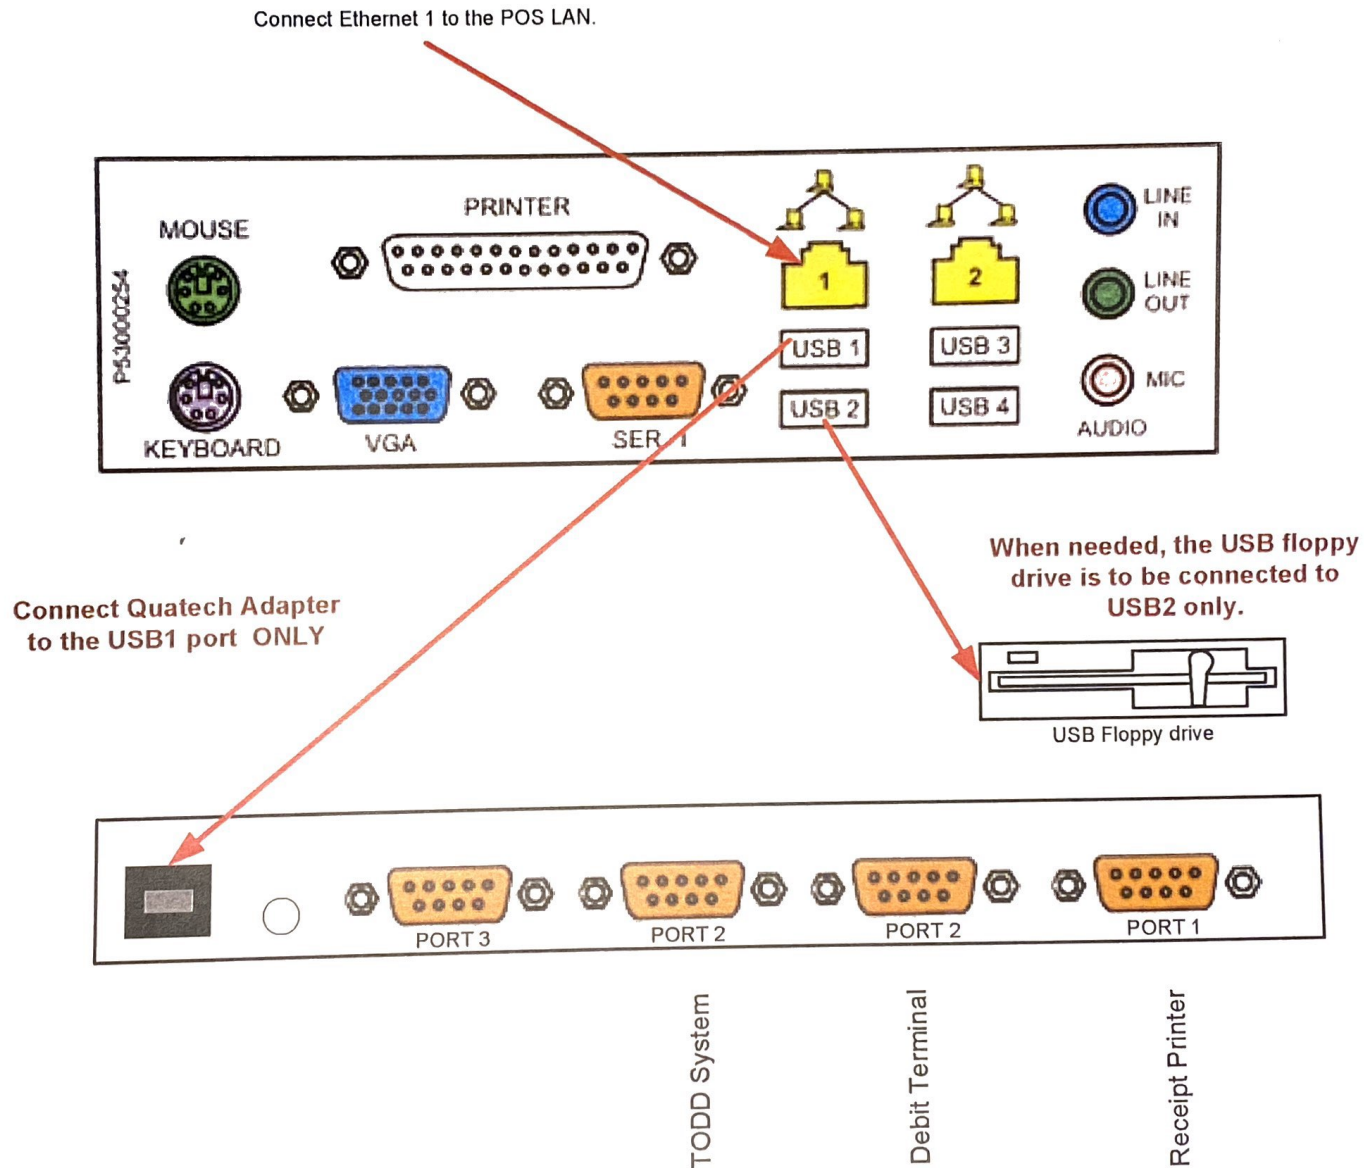 Connect Ethernet 1 to the POS LAN.
P53000254
MOUSE
PRINTER
1
2
LINE
IN
LINE
OUT
USB 1
USB 3
USB 2
USB 4
MIC
KEYBOARD
VGA
SER. 1
AUDIO
When needed, the USB floppy
drive is to be connected to
USB2 only.
Connect Quatech Adapter
to the USB1 port ONLY
USB Floppy drive
PORT 3
PORT 2
PORT 2
PORT 1
TODD System
Debit Terminal
Receipt Printer